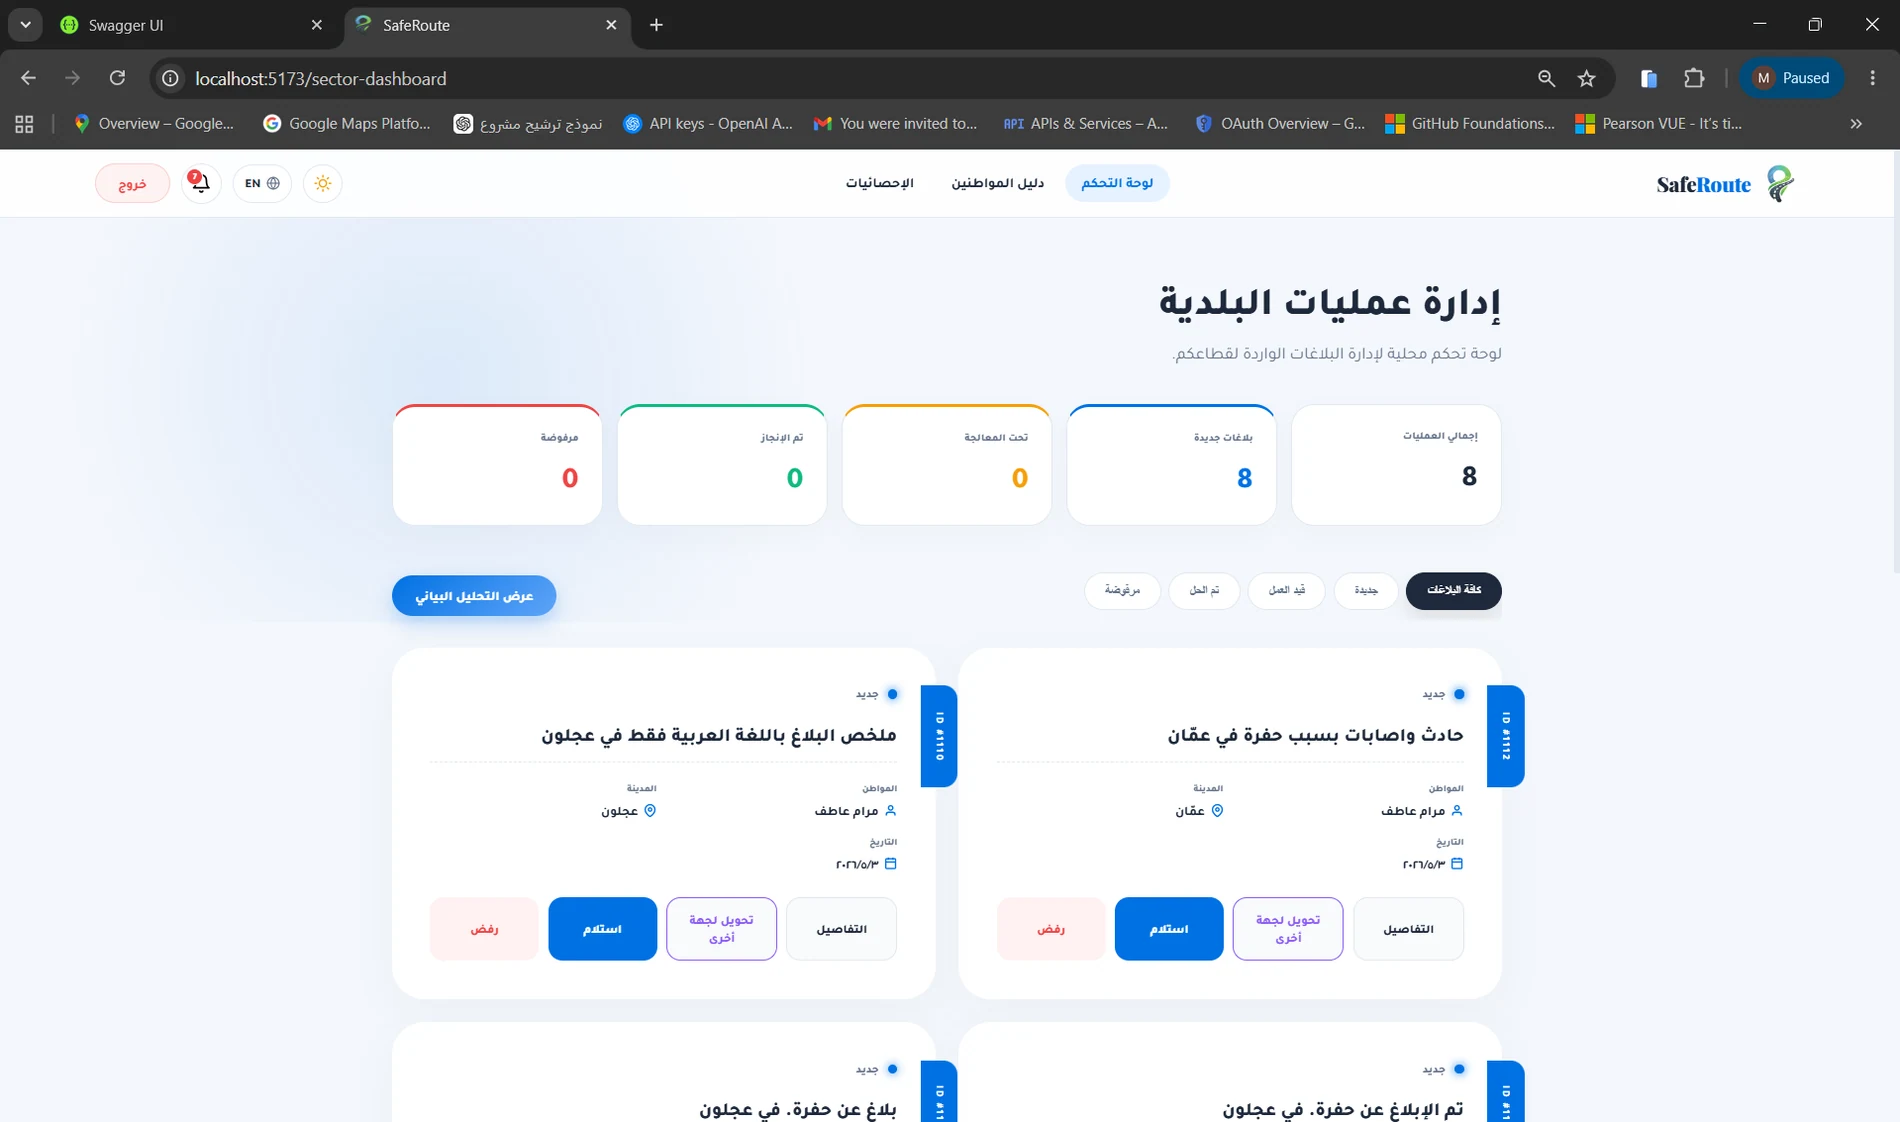 Swagger UI
SafeRoute
localhost:5173/sector-dashboard
M Paused
Overview – Google...
Google Maps Platfo...
نموذج ترشيح مشروع
API keys - OpenAI A...
You were invited to...
API APIs & Services – A...
OAuth Overview – G...
GitHub Foundations...
Pearson VUE - It's ti...
SafeRoute
لوحة التحكم
دليل المواطنين
الإحصائيات
EN
7
خروج
إدارة عمليات البلدية
لوحة تحكم محلية لإدارة البلاغات الواردة لقطاعكم.
إجمالي العمليات
8
بلاغات جديدة
8
تحت المعالجة
0
تم الإنجاز
0
مرفوضة
0
كافة البلاغات
جديدة
قيد العمل
تم الحل
مرفوضة
عرض التحليل البياني
ID #1112
جديد
حادث واصابات بسبب حفرة في عمّان
المواطن
مرام عاطف
المدينة
عمّان
التاريخ
٢٠٢٦/٥/٣
التفاصيل
تحويل لجهة
أخرى
استلام
رفض
ID #1110
جديد
ملخص البلاغ باللغة العربية فقط في عجلون
المواطن
مرام عاطف
المدينة
عجلون
التاريخ
٢٠٢٦/٥/٣
التفاصيل
تحويل لجهة
أخرى
استلام
رفض
ID #11
جديد
تم الإبلاغ عن حفرة. في عجلون
ID #11
جديد
بلاغ عن حفرة. في عجلون